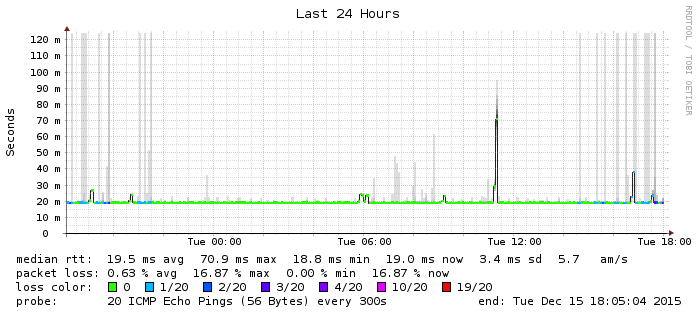 Last 24 Hours
RRDTOOL / TOBI OETIKER
Seconds
120 m
110 m
100 m
90 m
80 m
70 m
60 m
50 m
40 m
30 m
20 m
10 m
0
Tue 00:00 Tue 06:00 Tue 12:00 Tue 18:00
median rtt: 19.5 ms avg 70.9 ms max 18.8 ms min 19.0 ms now 3.4 ms sd 5.7 am/s
packet loss: 0.63 % avg 16.87 % max 0.00 % min 16.87 % now
loss color: 0 1/20 2/20 3/20 4/20 10/20 19/20
probe: 20 ICMP Echo Pings (56 Bytes) every 300s end: Tue Dec 15 18:05:04 2015